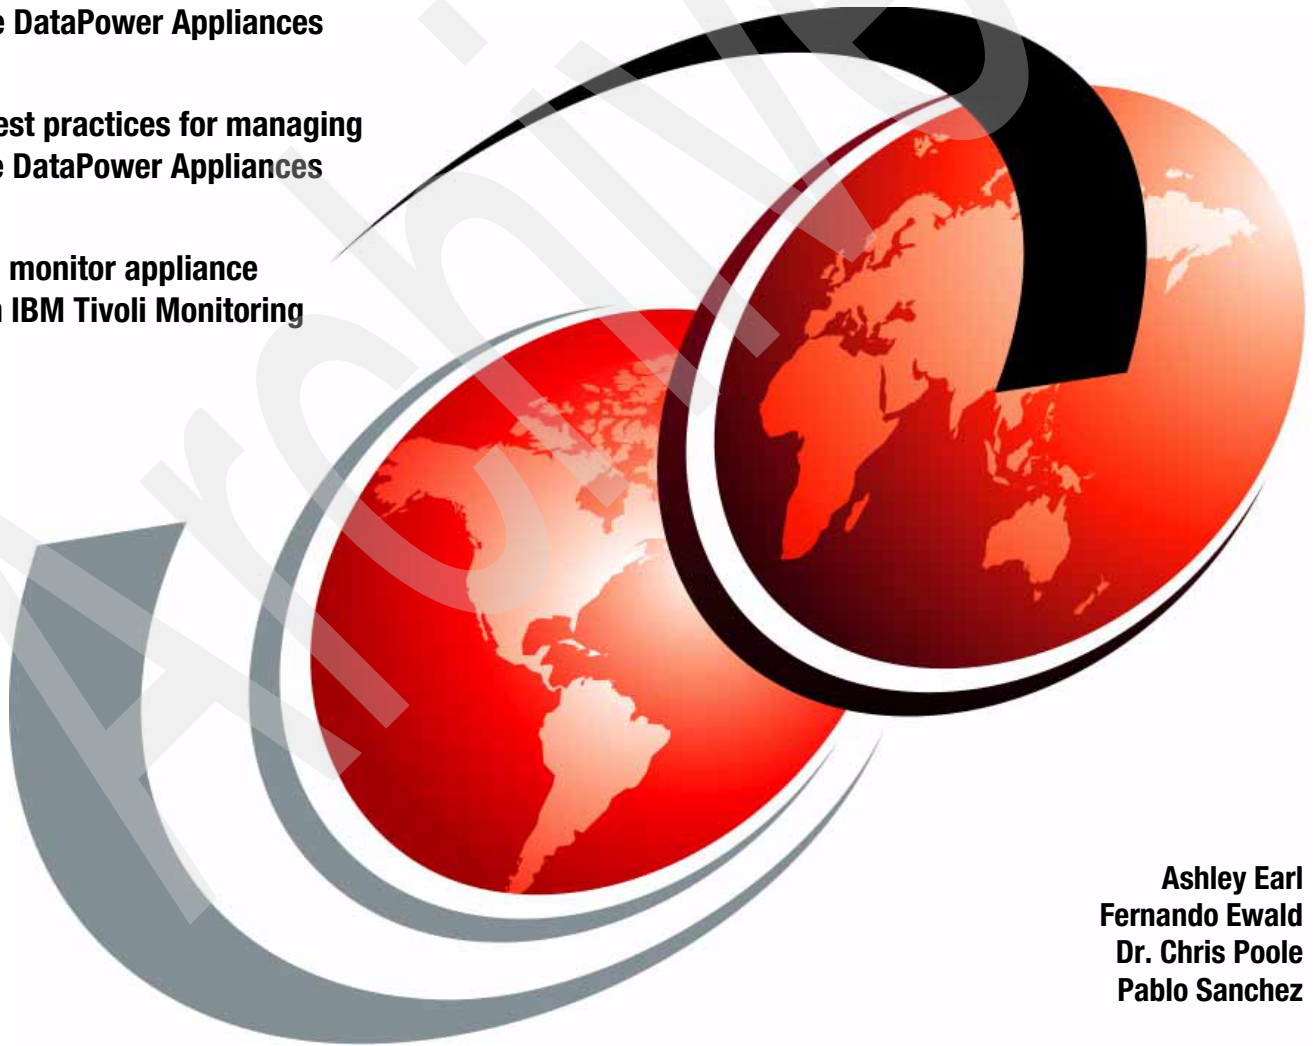 e DataPower Appliances
est practices for managing
e DataPower Appliances
monitor appliance
IBM Tivoli Monitoring
Ashley Earl
Fernando Ewald
Dr. Chris Poole
Pablo Sanchez